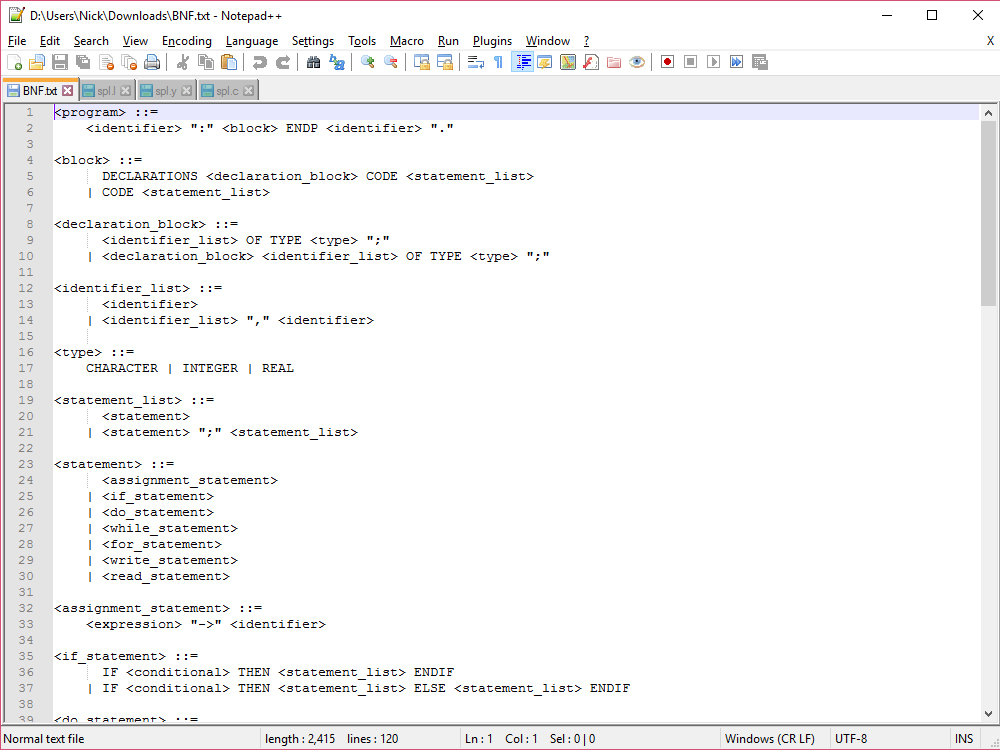 D:\Users\Nick\Downloads\BNF.txt - Notepad++
File Edit Search View Encoding Language Settings Tools Macro Run Plugins Window ? X
BNF.txt spl.l spl.y spl.c
1 <program> ::=
2 <identifier> ":" <block> ENDP <identifier> "."
3
4 <block> ::=
5 DECLARATIONS <declaration_block> CODE <statement_list>
6 | CODE <statement_list>
7
8 <declaration_block> ::=
9 <identifier_list> OF TYPE <type> ";"
10 | <declaration_block> <identifier_list> OF TYPE <type> ";"
11
12 <identifier_list> ::=
13 <identifier>
14 | <identifier_list> "," <identifier>
15
16 <type> ::=
17 CHARACTER | INTEGER | REAL
18
19 <statement_list> ::=
20 <statement>
21 | <statement> ";" <statement_list>
22
23 <statement> ::=
24 <assignment_statement>
25 | <if_statement>
26 | <do_statement>
27 | <while_statement>
28 | <for_statement>
29 | <write_statement>
30 | <read_statement>
31
32 <assignment_statement> ::=
33 <expression> "->" <identifier>
34
35 <if_statement> ::=
36 IF <conditional> THEN <statement_list> ENDIF
37 | IF <conditional> THEN <statement_list> ELSE <statement_list> ENDIF
38
39 <do_statement> ::=
Normal text file length : 2,415 lines : 120 Ln : 1 Col : 1 Sel : 0 | 0 Windows (CR LF) UTF-8 INS